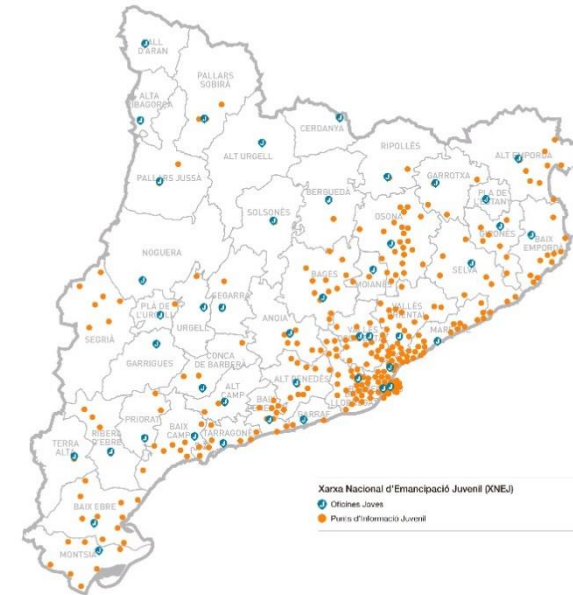 VALL
D'ARAN
PALLARS
SOBIRÀ
ALTA
RIBAGORÇA
CERDANYA
RIPOLLÈS
ALT EMPORDÀ
ALT URGELL
GARROTXA
PALLARS JUSSÀ
BERGUEDÀ
PLA DE
L'ESTANY
SOLSONÈS
OSONA
GIRONÈS
BAIX
EMPORDÀ
NOGUERA
BAGES
MOIANÈS
SELVA
SEGARRA
PLA DE
L'URGELL
URGELL
ANOIA
VALLÈS
ORIENTAL
SEGRIÀ
VALLÈS
GARRIGUES
CONCA
DE BARBERÀ
ALT
CAMP
ALT PENEDÈS
BAIX
GARRAF
PRIORAT
BAIX
CAMP
TARRAGONÈS
TERRA
ALTA
RIBERA
D'EBRE
BAIX EBRE
MONTSIÀ
Xarxa Nacional d'Emancipació Juvenil (XNEJ)
Oficines Joves
Punts d'Informació Juvenil